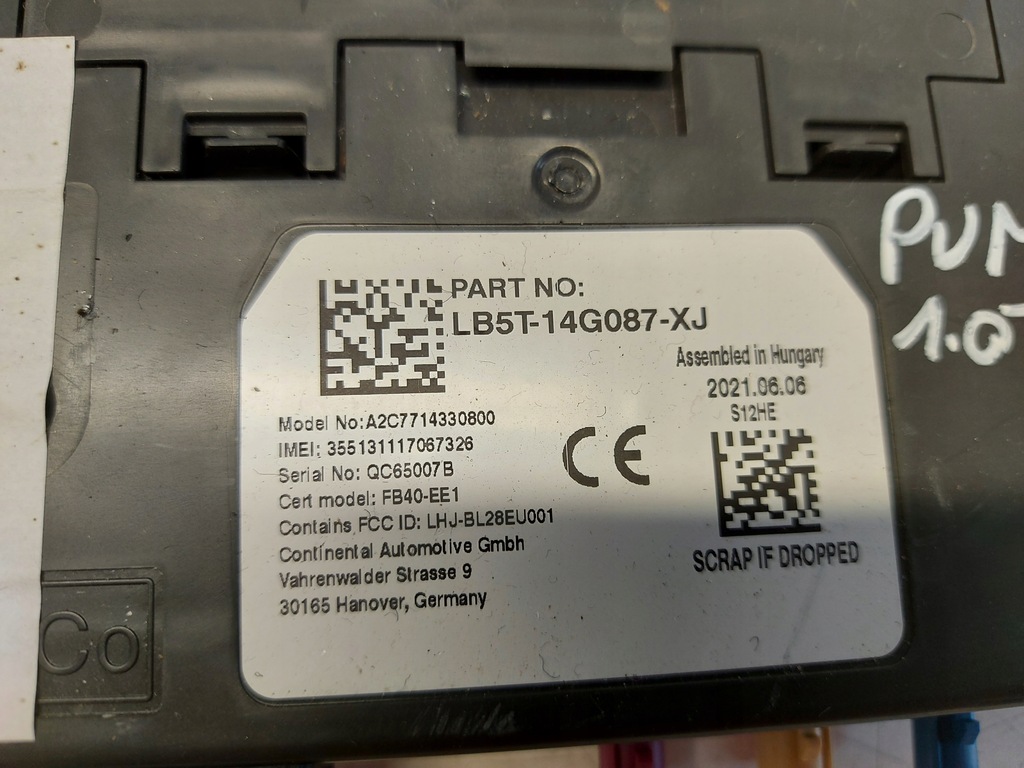 PART NO:
LB5T-14G087-XJ
Assembled in Hungary
2021.06.06
S12HE
Model No:A2C7714330800
IMEI: 355131117067326
Serial No: QC65007B
Cert model: FB40-EE1
Contains FCC ID: LHJ-BL28EU001
Continental Automotive Gmbh
Vahrenwalder Strasse 9
30165 Hanover, Germany
CE
SCRAP IF DROPPED
PUM
1.0T
Co